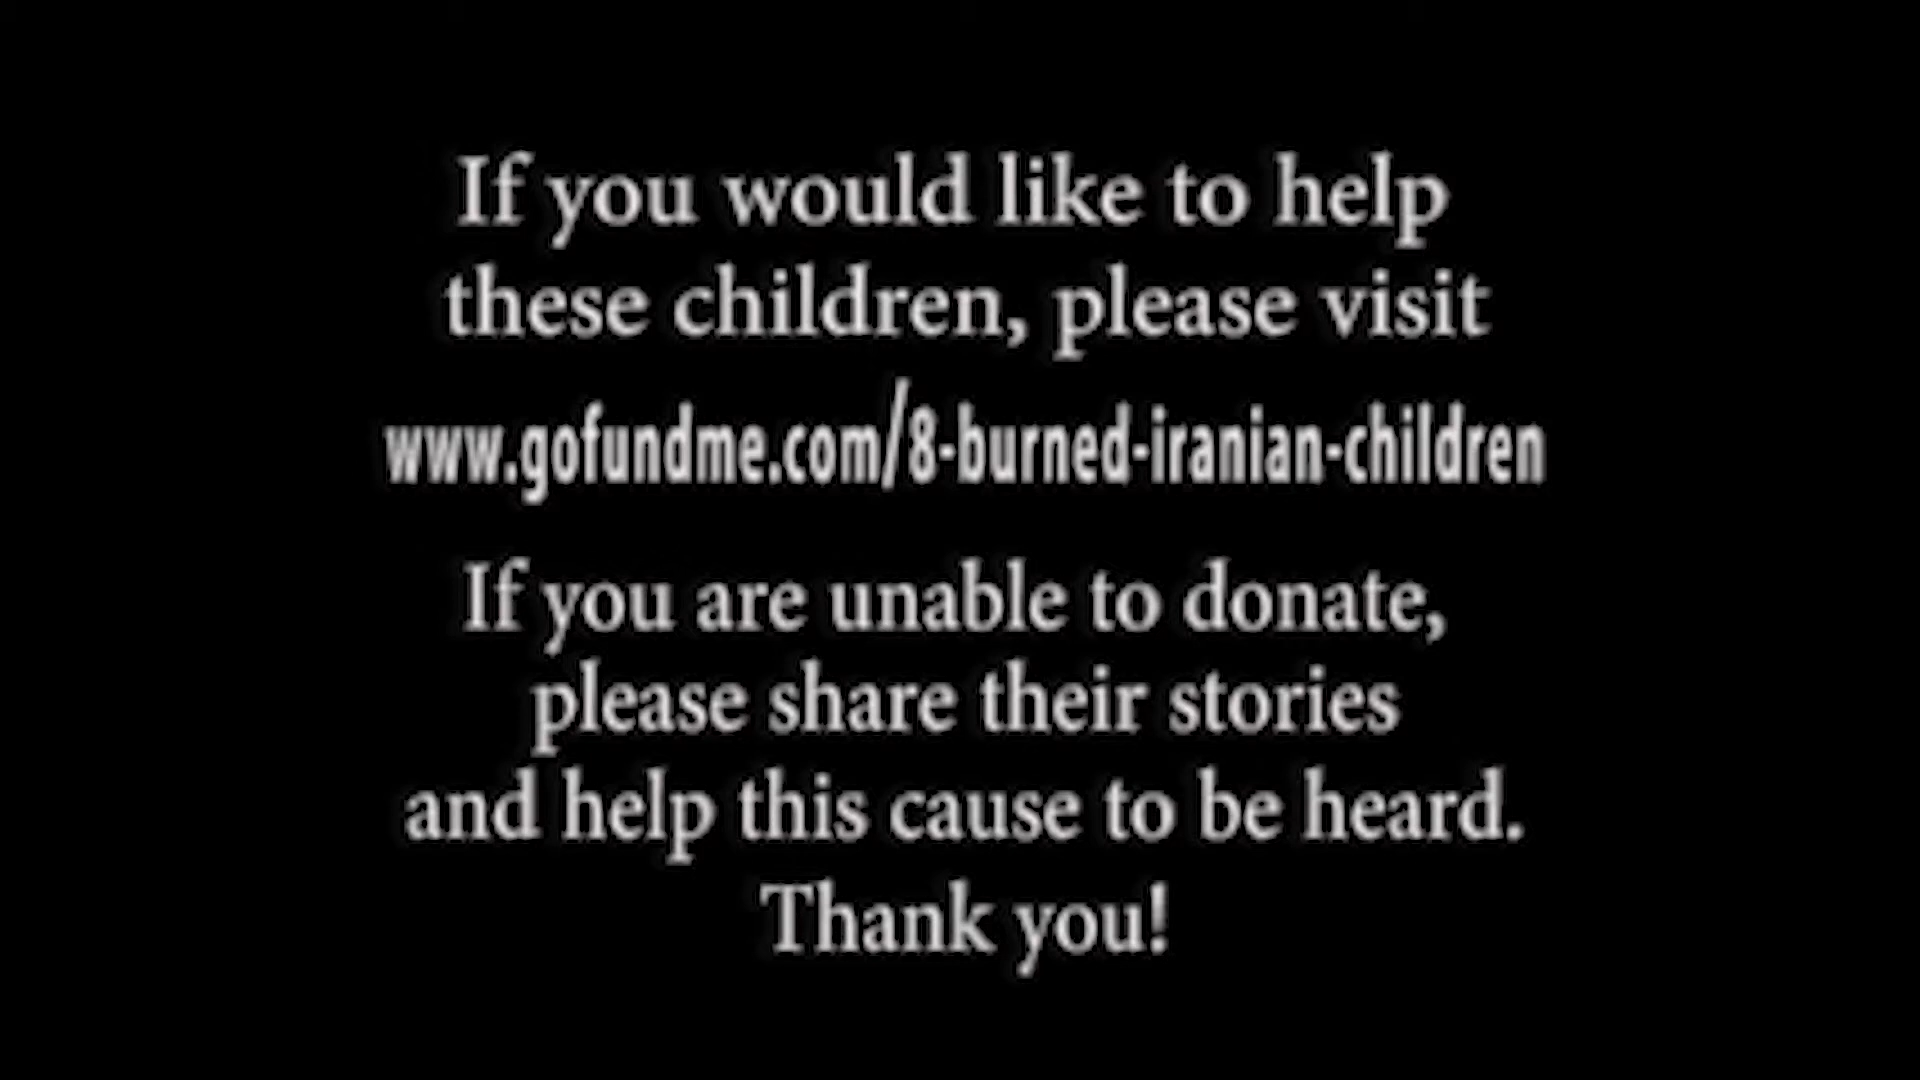 If you would like to help
these children, please visit
www.gofundme.com/8-burned-iranian-children
If you are unable to donate,
please share their stories
and help this cause to be heard.
Thank you!